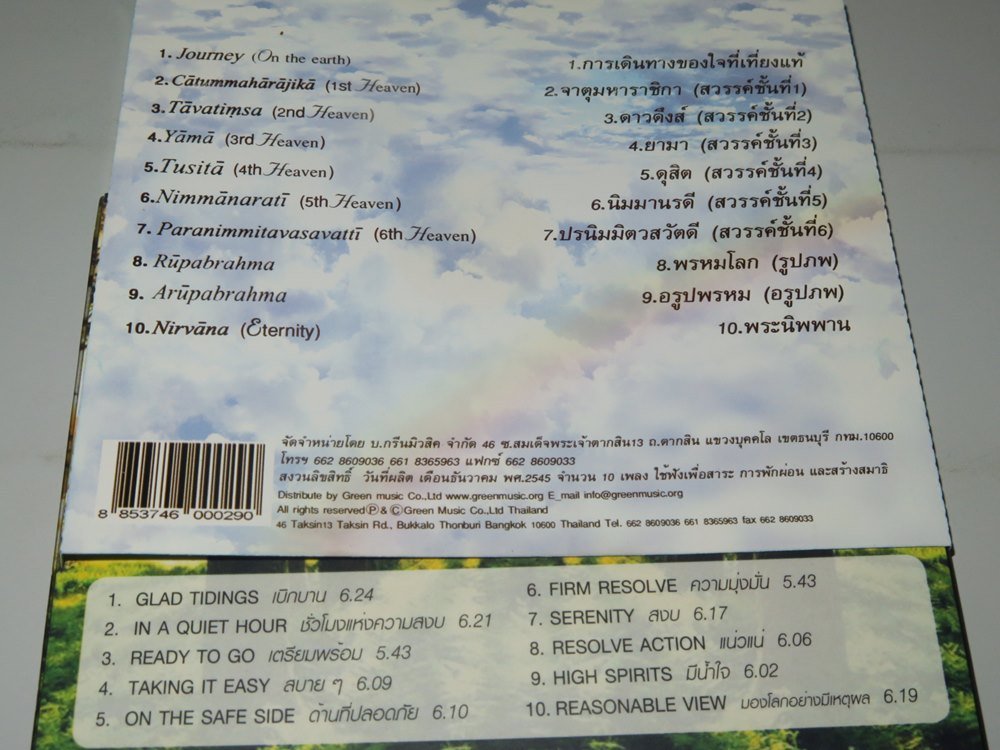 1. Journey (On the earth)
2. Cātummahārājikā (1st Heaven)
3. Tāvatiṃsa (2nd Heaven)
4. Yāmā (3rd Heaven)
5. Tusitā (4th Heaven)
6. Nimmānaratī (5th Heaven)
7. Paranimmitavasavattī (6th Heaven)
8. Rūpabrahma
9. Arūpabrahma
10. Nirvāna (Eternity)
1.การเดินทางของใจที่เที่ยงแท้
2.จาตุมหาราชิกา (สวรรค์ชั้นที่1)
3.ดาวดึงส์ (สวรรค์ชั้นที่2)
4.ยามา (สวรรค์ชั้นที่3)
5.ดุสิต (สวรรค์ชั้นที่4)
6.นิมมานรดี (สวรรค์ชั้นที่5)
7.ปรนิมมิตวสวัตดี (สวรรค์ชั้นที่6)
8.พรหมโลก (รูปภพ)
9.อรูปพรหม (อรูปภพ)
10.พระนิพพาน
จัดจำหน่ายโดย บ.กรีนมิวสิค จำกัด 46 ซ.สมเด็จพระเจ้าตากสิน13 ถ.ตากสิน แขวงบุคคโล เขตธนบุรี กทม.10600
โทรฯ 662 8609036 661 8365963 แฟกซ์ 662 8609033
สงวนลิขสิทธิ์ วันที่ผลิต เดือนธันวาคม พศ.2545 จำนวน 10 เพลง ใช้ฟังเพื่อสาระ การพักผ่อน และสร้างสมาธิ
Distribute by Green music Co.,Ltd www.greenmusic.org E_mail info@greenmusic.org
All rights reserved Ⓟ & © Green Music Co.,Ltd Thailand
46 Taksin13 Taksin Rd., Bukkalo Thonburi Bangkok 10600 Thailand Tel. 662 8609036 661 8365963 fax 662 8609033
8 853746 000290
1. GLAD TIDINGS เบิกบาน 6.24
2. IN A QUIET HOUR ชั่วโมงแห่งความสงบ 6.21
3. READY TO GO เตรียมพร้อม 5.43
4. TAKING IT EASY สบาย ๆ 6.09
5. ON THE SAFE SIDE ด้านที่ปลอดภัย 6.10
6. FIRM RESOLVE ความมุ่งมั่น 5.43
7. SERENITY สงบ 6.17
8. RESOLVE ACTION แน่วแน่ 6.06
9. HIGH SPIRITS มีน้ำใจ 6.02
10. REASONABLE VIEW มองโลกอย่างมีเหตุผล 6.19